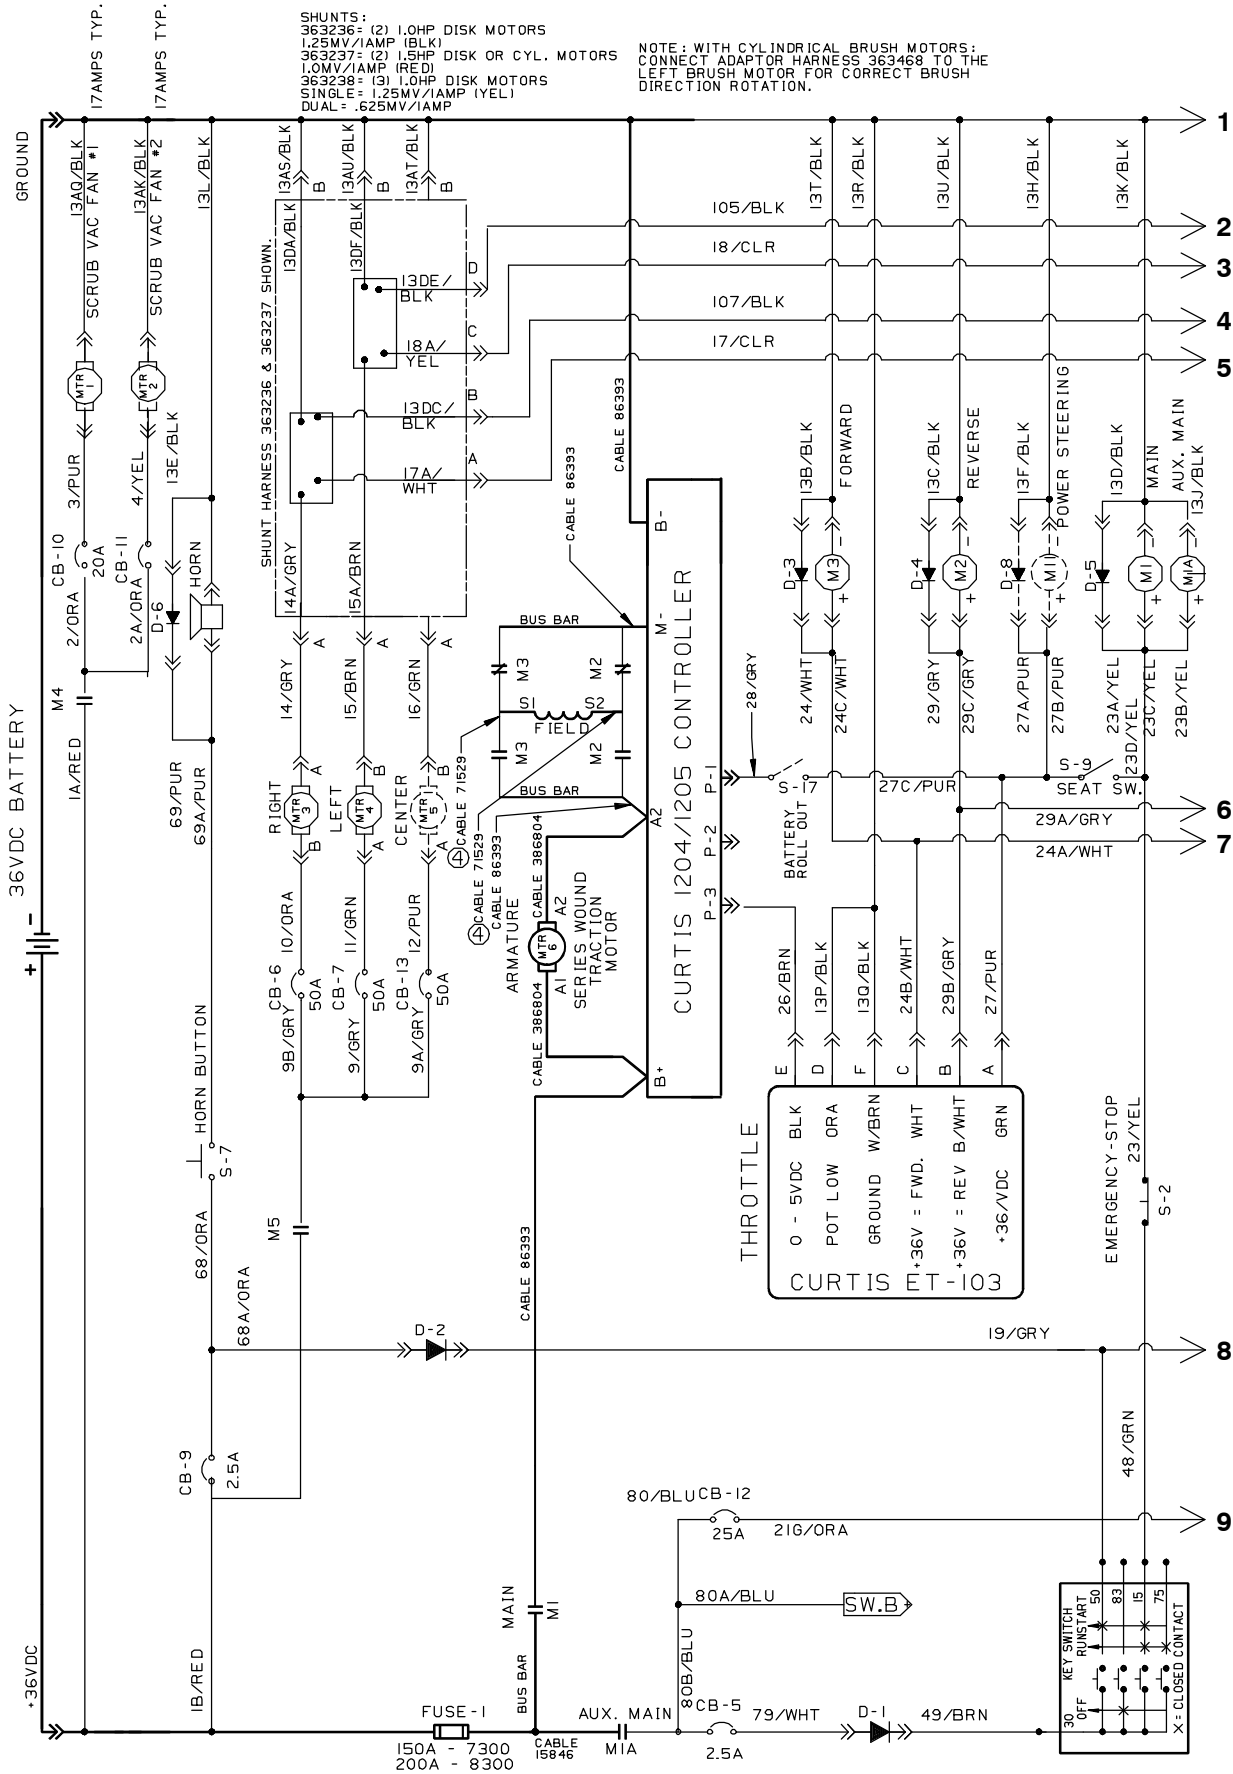 SHUNTS:
363236= (2) 1.0HP DISK MOTORS
1.25MV/1AMP (BLK)
363237= (2) 1.5HP DISK OR CYL. MOTORS
1.0MV/1AMP (RED)
363238= (3) 1.0HP DISK MOTORS
SINGLE= 1.25MV/1AMP (YEL)
DUAL= .625MV/1AMP
NOTE: WITH CYLINDRICAL BRUSH MOTORS:
CONNECT ADAPTOR HARNESS 363468 TO THE
LEFT BRUSH MOTOR FOR CORRECT BRUSH
DIRECTION ROTATION.
17AMPS TYP.
17AMPS TYP.
GROUND
13AQ/BLK
SCRUB VAC FAN #1
13AK/BLK
SCRUB VAC FAN #2
13L/BLK
13AS/BLK
13AU/BLK
13AT/BLK
B
B
B
13DA/BLK
13DF/BLK
SHUNT HARNESS 363236 & 363237 SHOWN.
13DE/
BLK
D
18A/
YEL
C
13DC/
BLK
B
17A/
WHT
A
105/BLK
18/CLR
107/BLK
17/CLR
1
2
3
4
5
13T/BLK
13R/BLK
13U/BLK
13H/BLK
13K/BLK
MTR
1
MTR
2
3/PUR
4/YEL
13E/BLK
CB-10
20A
CB-11
2/ORA
2A/ORA
D-6
HORN
14A/GRY
15A/BRN
A
A
A
CABLE 86393
CABLE 86393
B-
M-
BUS BAR
M3
M2
S1
S2
FIELD
M3
M2
BUS BAR
13B/BLK
FORWARD
13C/BLK
REVERSE
13F/BLK
POWER STEERING
13D/BLK
MAIN
AUX. MAIN
13J/BLK
D-3
M3
-
+
D-4
M2
-
+
D-8
M11
-
+
D-5
M1
-
+
M1A
-
+
24/WHT
24C/WHT
29/GRY
29C/GRY
27A/PUR
27B/PUR
23A/YEL
23D/YEL
23C/YEL
23B/YEL
36VDC BATTERY
-
+
M4
1A/RED
69/PUR
69A/PUR
14/GRY
15/BRN
16/GRN
A
B
B
RIGHT
MTR
3
LEFT
MTR
4
CENTER
MTR
5
B
A
A
10/ORA
11/GRN
12/PUR
CB-6
50A
CB-7
50A
CB-13
50A
9B/GRY
9/GRY
9A/GRY
4
CABLE 71529
4
CABLE 71529
CABLE 86393
CABLE 386804
ARMATURE
A2
MTR
6
A1
SERIES WOUND
TRACTION
MOTOR
CABLE 386804
A2
B+
CURTIS 1204/1205 CONTROLLER
P-1
P-2
P-3
28/GRY
S-17
BATTERY
ROLL OUT
27C/PUR
S-9
SEAT SW.
29A/GRY
24A/WHT
6
7
26/BRN
13P/BLK
13Q/BLK
24B/WHT
29B/GRY
27/PUR
E
D
F
C
B
A
THROTTLE
0 - 5VDC BLK
POT LOW ORA
GROUND W/BRN
+36V = FWD. WHT
+36V = REV B/WHT
+36/VDC GRN
CURTIS ET-103
EMERGENCY-STOP
23/YEL
S-2
HORN BUTTON
S-7
68/ORA
M5
68A/ORA
CABLE 86393
D-2
19/GRY
8
CB-9
2.5A
48/GRN
80/BLU
CB-12
25A
21G/ORA
9
80A/BLU
SW.B+
80B/BLU
MAIN
M1
BUS BAR
+36VDC
1B/RED
FUSE-1
150A - 7300
200A - 8300
CABLE
15846
AUX. MAIN
M1A
CB-5
2.5A
79/WHT
D-1
49/BRN
KEY SWITCH
30
OFF
RUN
START
50
83
15
75
X = CLOSED CONTACT